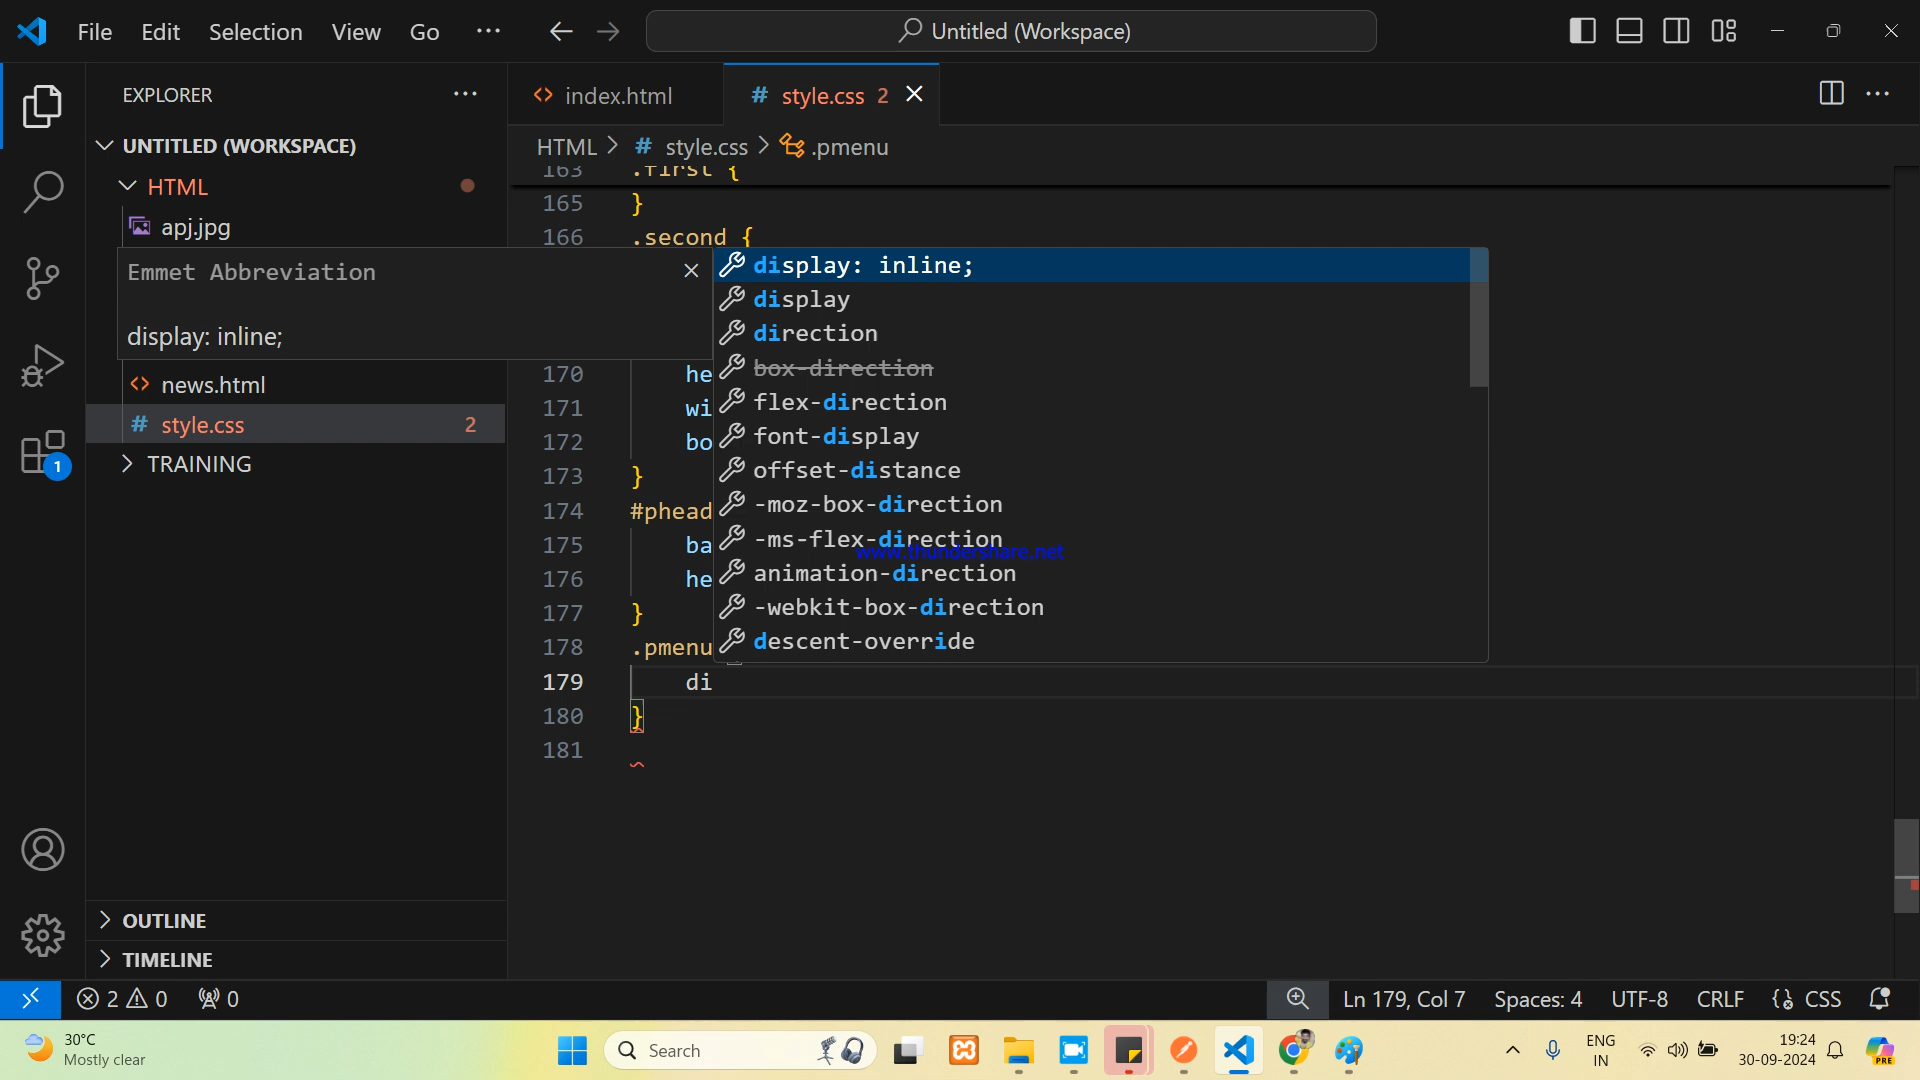 File Edit Selection View Go ...
Untitled (Workspace)
EXPLORER
UNTITLED (WORKSPACE)
HTML
apj.jpg
news.html
style.css 2
TRAINING
OUTLINE
TIMELINE
1
index.html
# style.css 2
HTML > # style.css > .pmenu
163 .first {
165 }
166 .second {
Emmet Abbreviation
display: inline;
display: inline;
display
direction
box-direction
flex-direction
font-display
offset-distance
-moz-box-direction
-ms-flex-direction
www.thundershare.net
animation-direction
-webkit-box-direction
descent-override
170 he
171 wi
172 bo
173 }
174 #phead
175 ba
176 he
177 }
178 .pmenu
179 di
180 }
181
2 0 0
Ln 179, Col 7 Spaces: 4 UTF-8 CRLF CSS
30°C
Mostly clear
Search
ENG
IN
19:24
30-09-2024
PRE